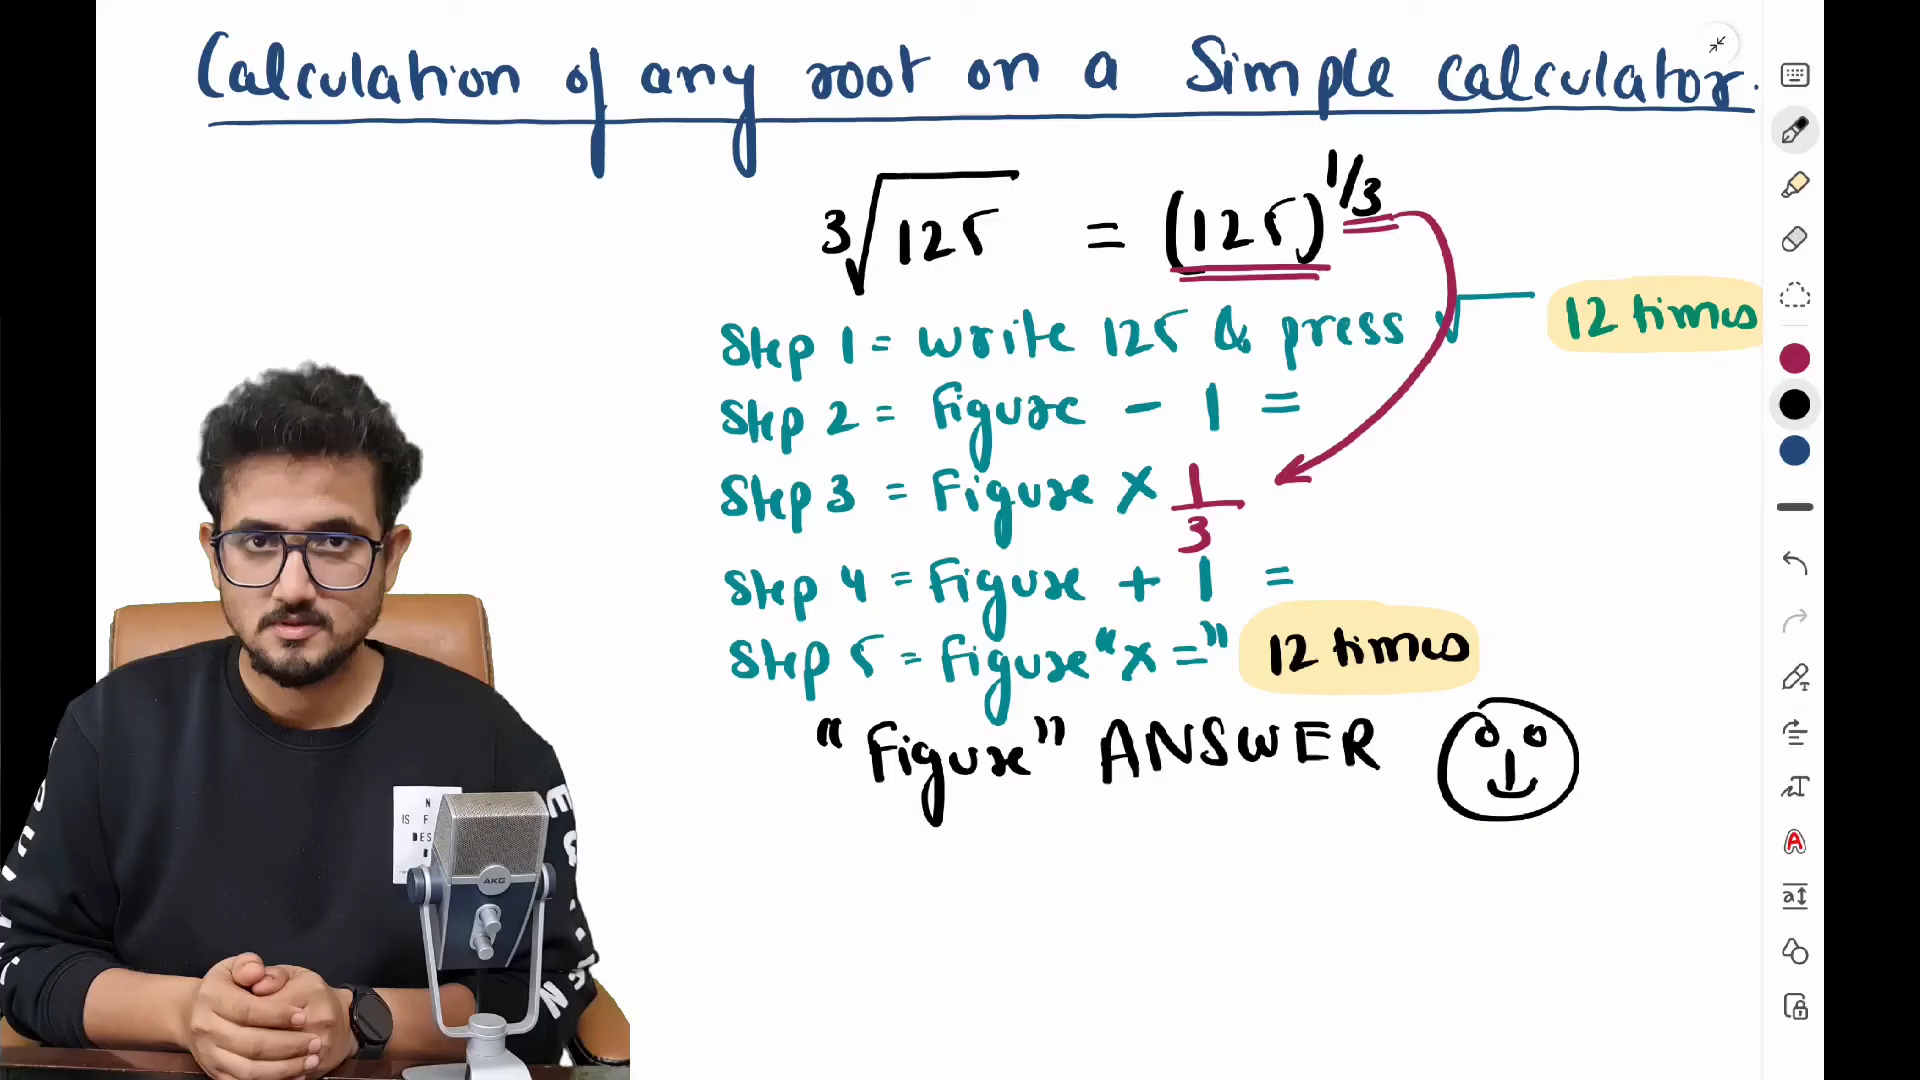 Calculation of any root on a Simple calculator.
3√125 = (125)^1/3
Step 1 = write 125 & press √ 12 times
Step 2 = Figure - 1 =
Step 3 = Figure x 1/3
Step 4 = Figure + 1 =
Step 5 = Figure "x =" 12 times
"Figure" ANSWER
AKG